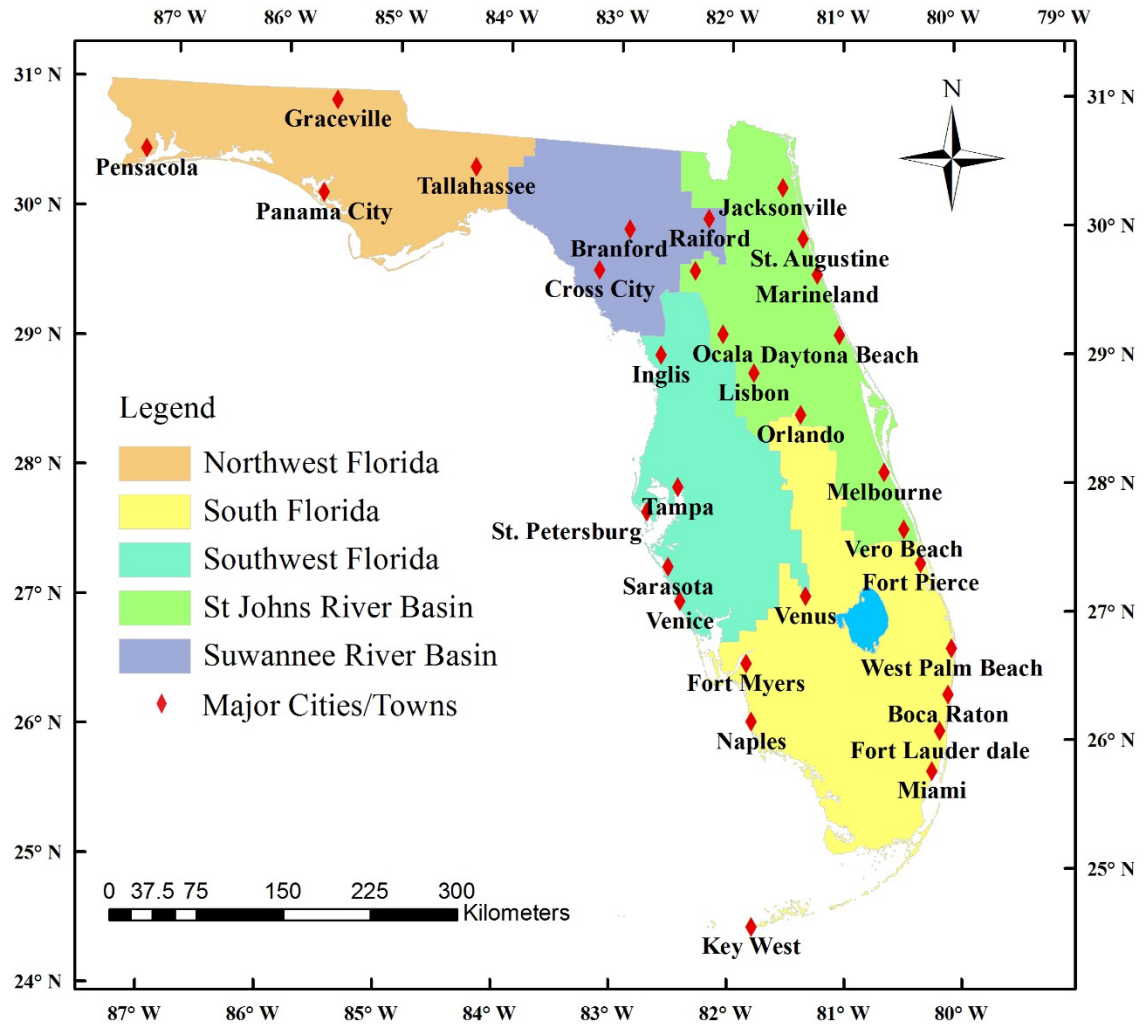 87° W 86° W 85° W 84° W 83° W 82° W 81° W 80° W 79° W
31° N
30° N
29° N
28° N
27° N
26° N
25° N
24° N
31° N
30° N
29° N
28° N
27° N
26° N
25° N
87° W 86° W 85° W 84° W 83° W 82° W 81° W 80° W
N
Graceville
Pensacola
Tallahassee
Panama City
Jacksonville
Branford
Raiford
St. Augustine
Cross City
Marineland
Ocala
Daytona Beach
Inglis
Lisbon
Orlando
Melbourne
Tampa
St. Petersburg
Vero Beach
Sarasota
Fort Pierce
Venice
Venus
West Palm Beach
Fort Myers
Boca Raton
Naples
Fort Lauder dale
Miami
Key West
Legend
Northwest Florida
South Florida
Southwest Florida
St Johns River Basin
Suwannee River Basin
Major Cities/Towns
0 37.5 75 150 225 300
Kilometers